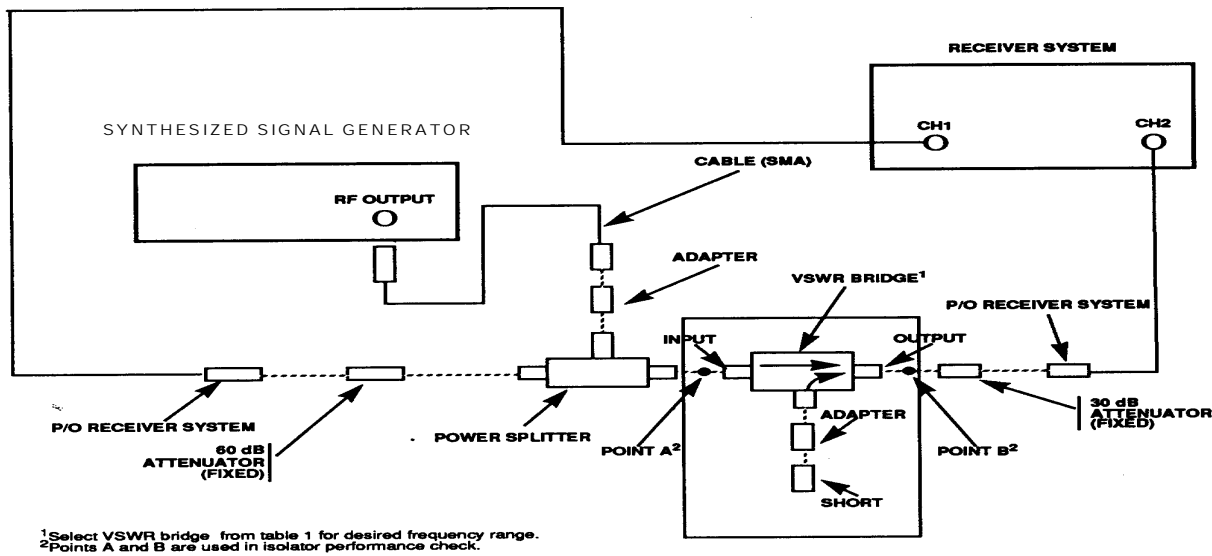 RECEIVER SYSTEM
SYNTHESIZED SIGNAL GENERATOR
CH1
CH2
CABLE (SMA)
RF OUTPUT
ADAPTER
VSWR BRIDGE1
P/O RECEIVER SYSTEM
INPUT
OUTPUT
P/O RECEIVER SYSTEM
60 dB
ATTENUATOR
(FIXED)
POWER SPLITTER
POINT A2
ADAPTER
SHORT
POINT B2
30 dB
ATTENUATOR
(FIXED)
1Select VSWR bridge from table 1 for desired frequency range.
2Points A and B are used in isolator performance check.